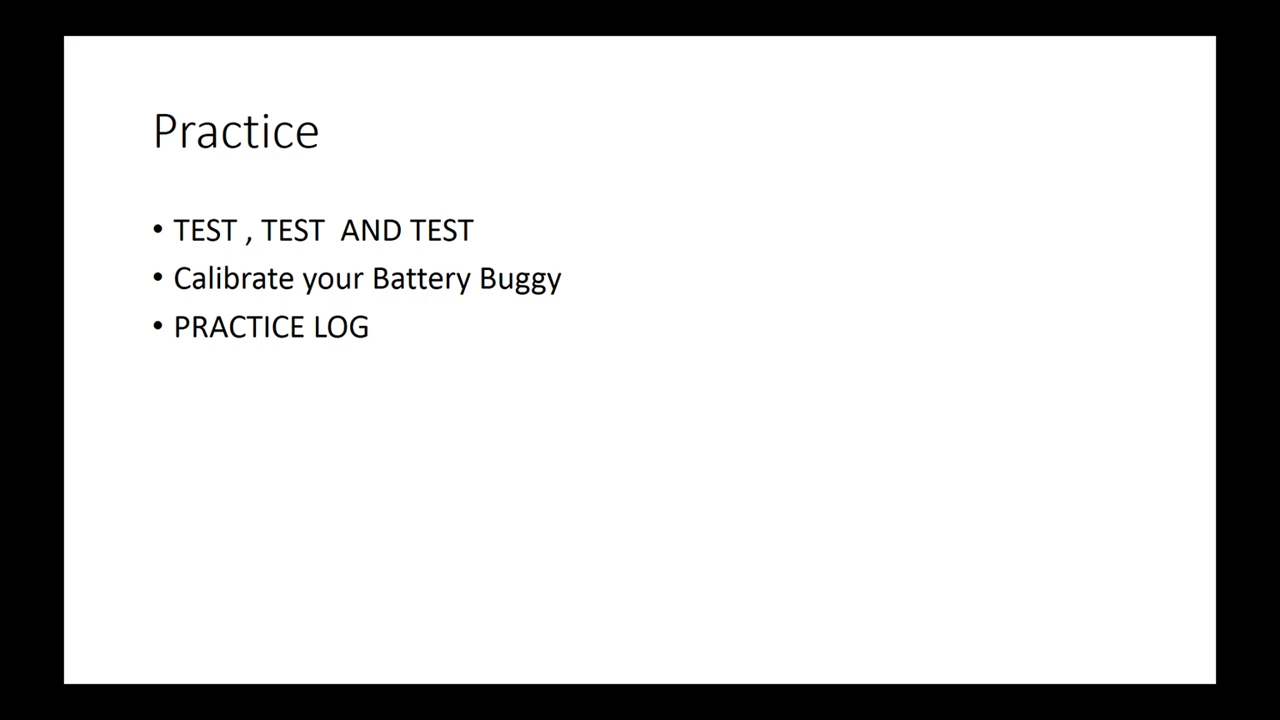 Practice
• TEST , TEST  AND TEST
• Calibrate your Battery Buggy
• PRACTICE LOG